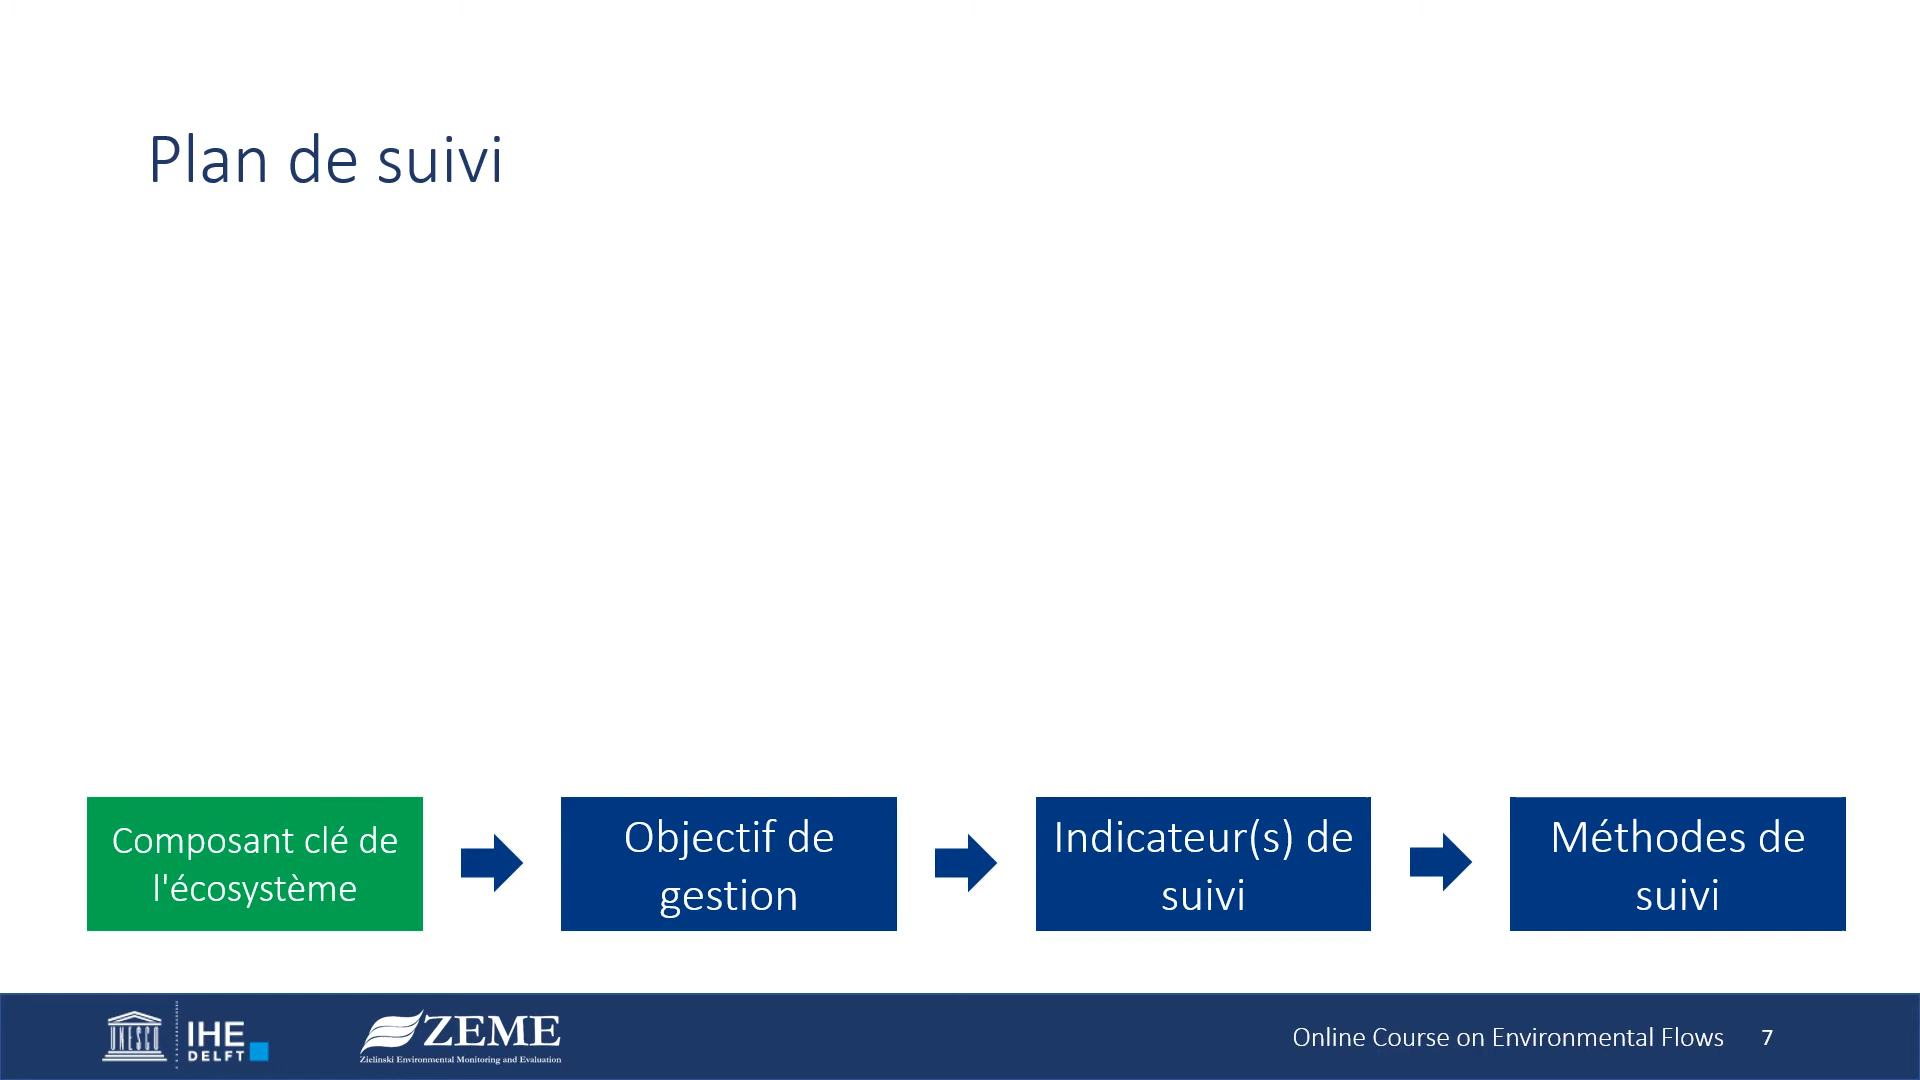 Plan de suivi
Composant clé de
l'écosystème
Objectif de
gestion
Indicateur(s) de
suivi
Méthodes de
suivi
UNESCO
IHE
DELFT
ZEME
Zielinski Environmental Monitoring and Evaluation
Online Course on Environmental Flows 7